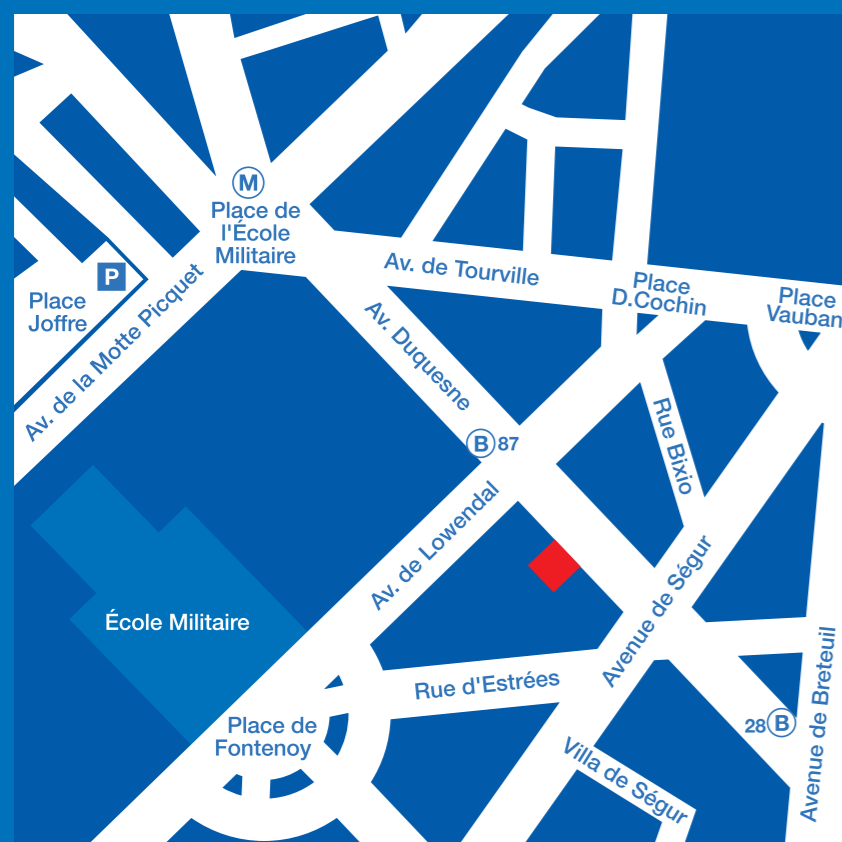 M
Place de
l'École
Militaire
P
Place
Joffre
Av. de la Motte Picquet
Av. de Tourville
Place
D.Cochin
Place
Vauban
Av. Duquesne
B 87
Rue Bixio
Av. de Lowendal
École Militaire
Avenue de Ségur
Rue d'Estrées
Place de
Fontenoy
28 B
Villa de Ségur
Avenue de Breteuil